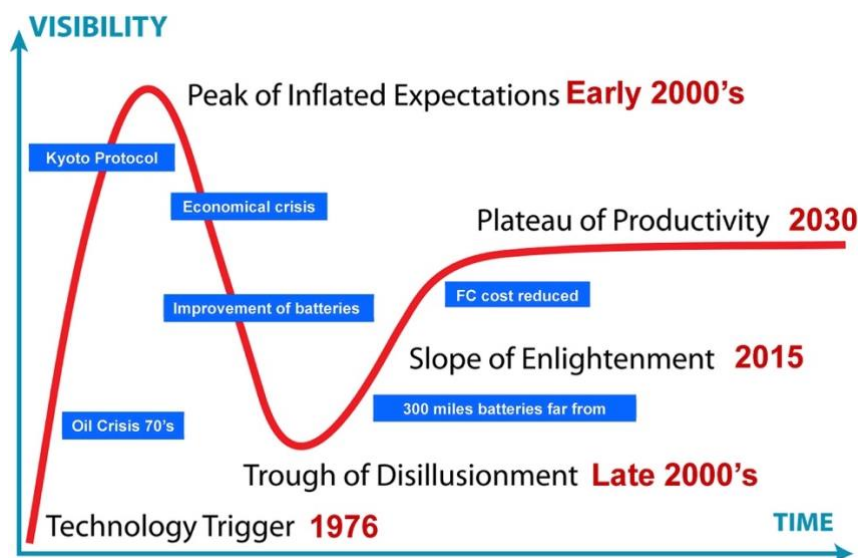 VISIBILITY
Peak of Inflated Expectations Early 2000's
Kyoto Protocol
Economical crisis
Plateau of Productivity 2030
FC cost reduced
Improvement of batteries
Slope of Enlightenment 2015
300 miles batteries far from
Oil Crisis 70's
Trough of Disillusionment Late 2000's
Technology Trigger 1976
TIME